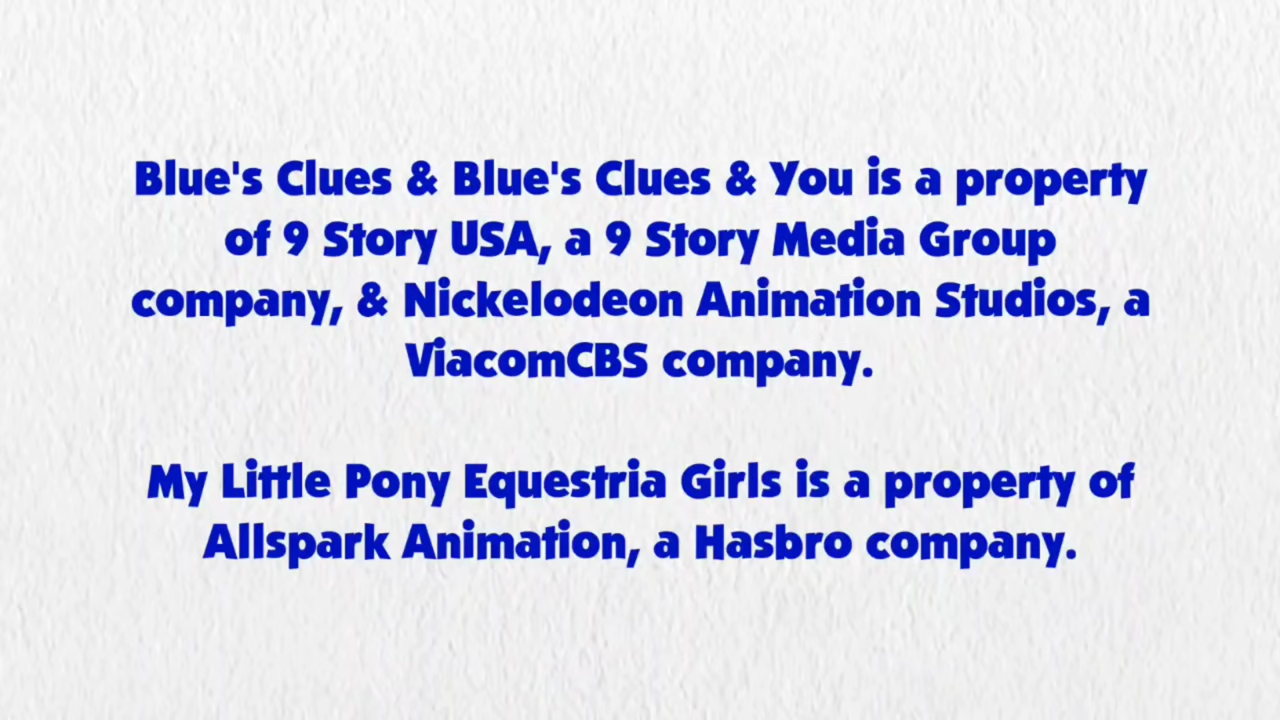 Blue's Clues & Blue's Clues & You is a property
of 9 Story USA, a 9 Story Media Group
company, & Nickelodeon Animation Studios, a
ViacomCBS company.
My Little Pony Equestria Girls is a property of
Allspark Animation, a Hasbro company.